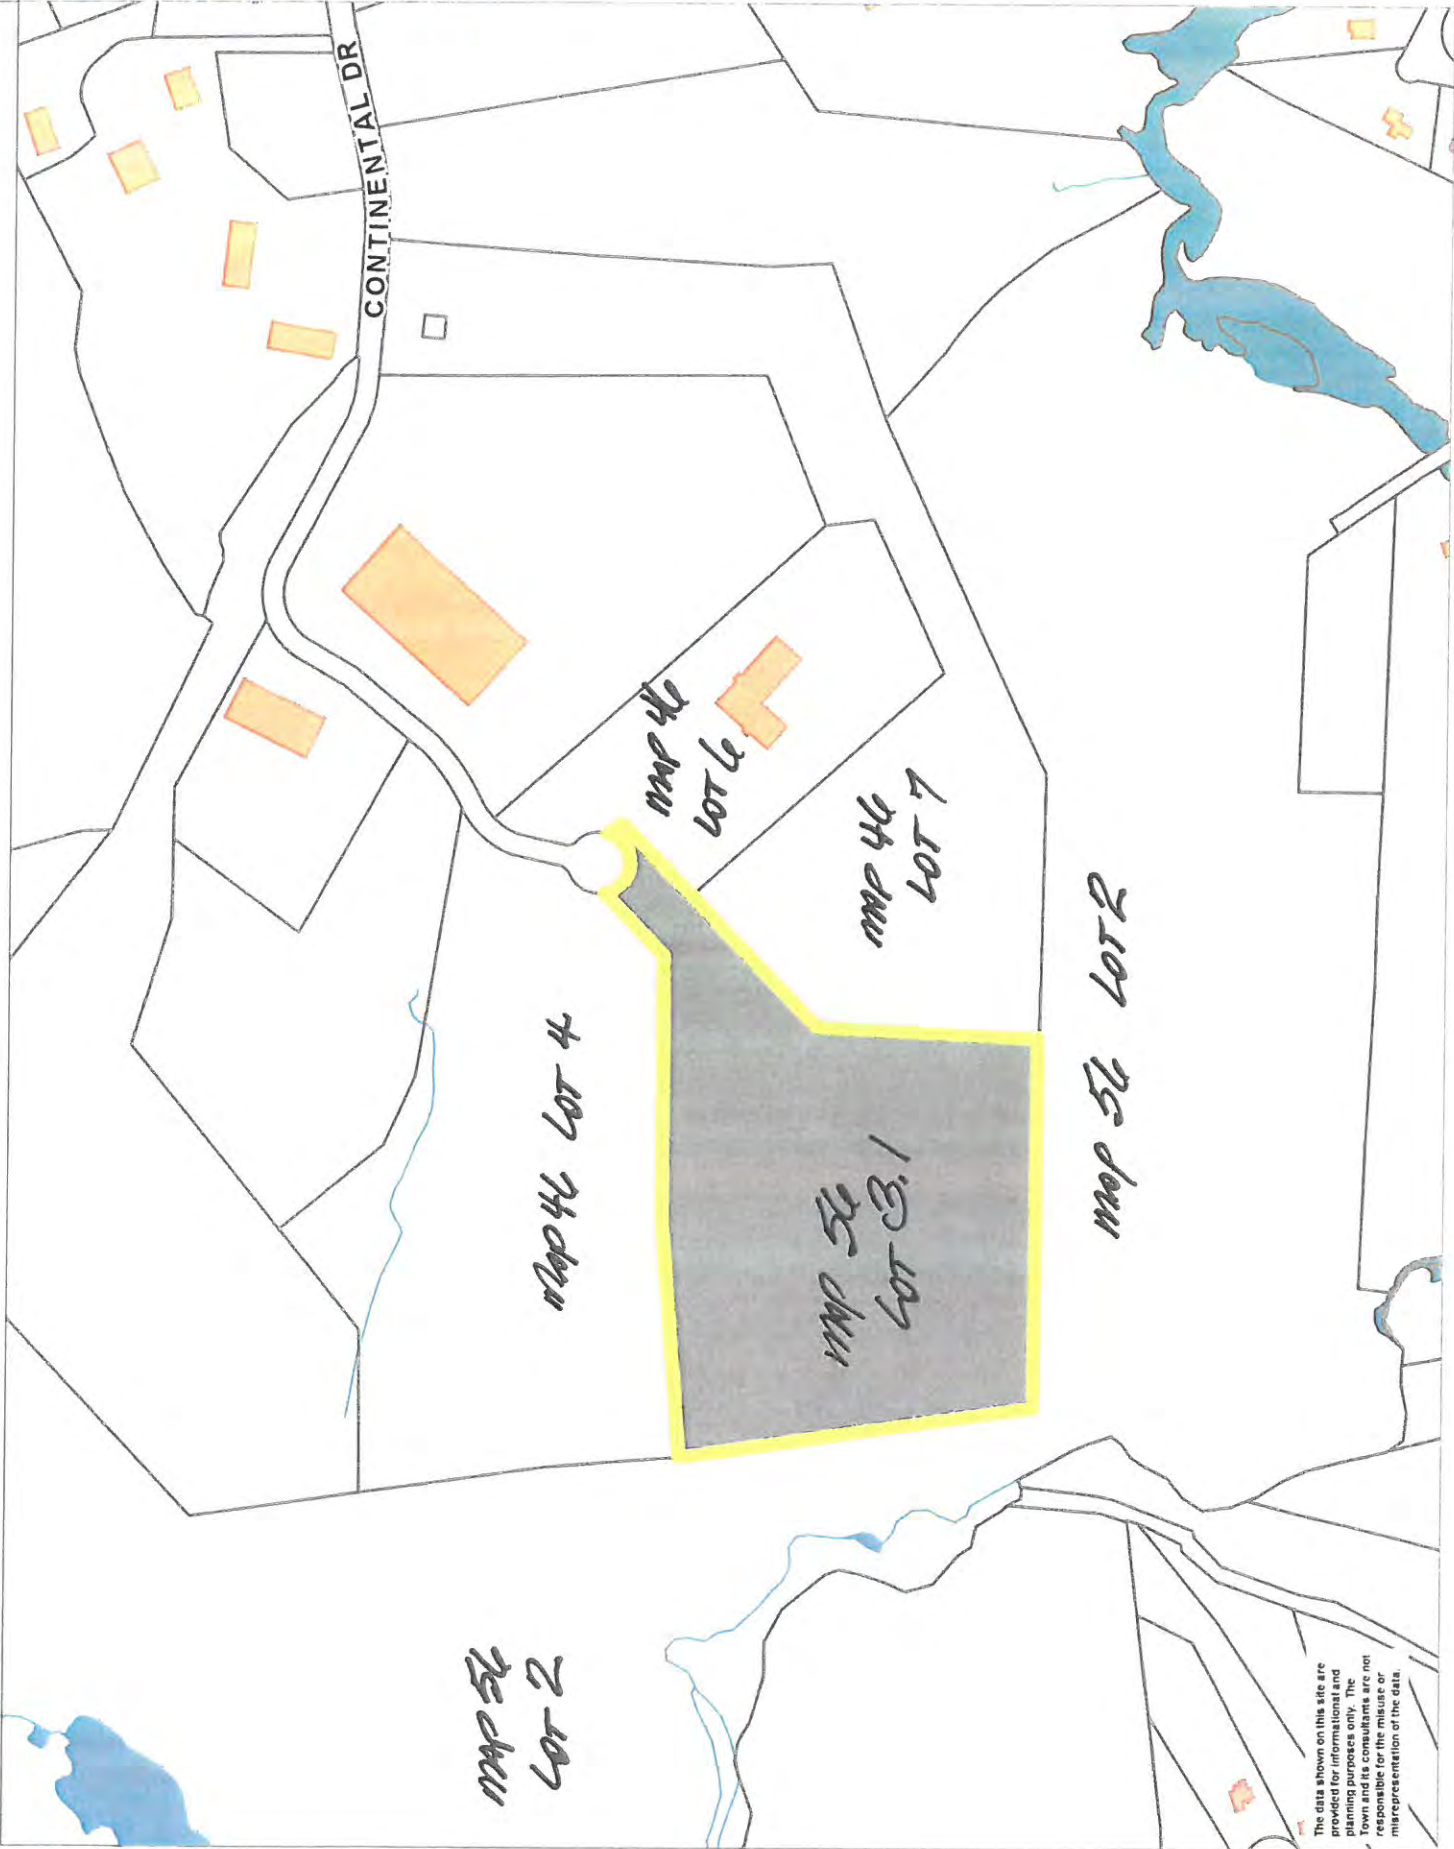 CONTINENTAL DR
MAP 46
LOT 6
MAP 46
LOT 7
map 56 LOT 2
map 46 LOT 4
MAP 56
LOT 3.1
MAP 56
LOT 2
The data shown on this site are
provided for informational and
planning purposes only. The
Town and its consultants are not
responsible for the misuse or
misrepresentation of the data.